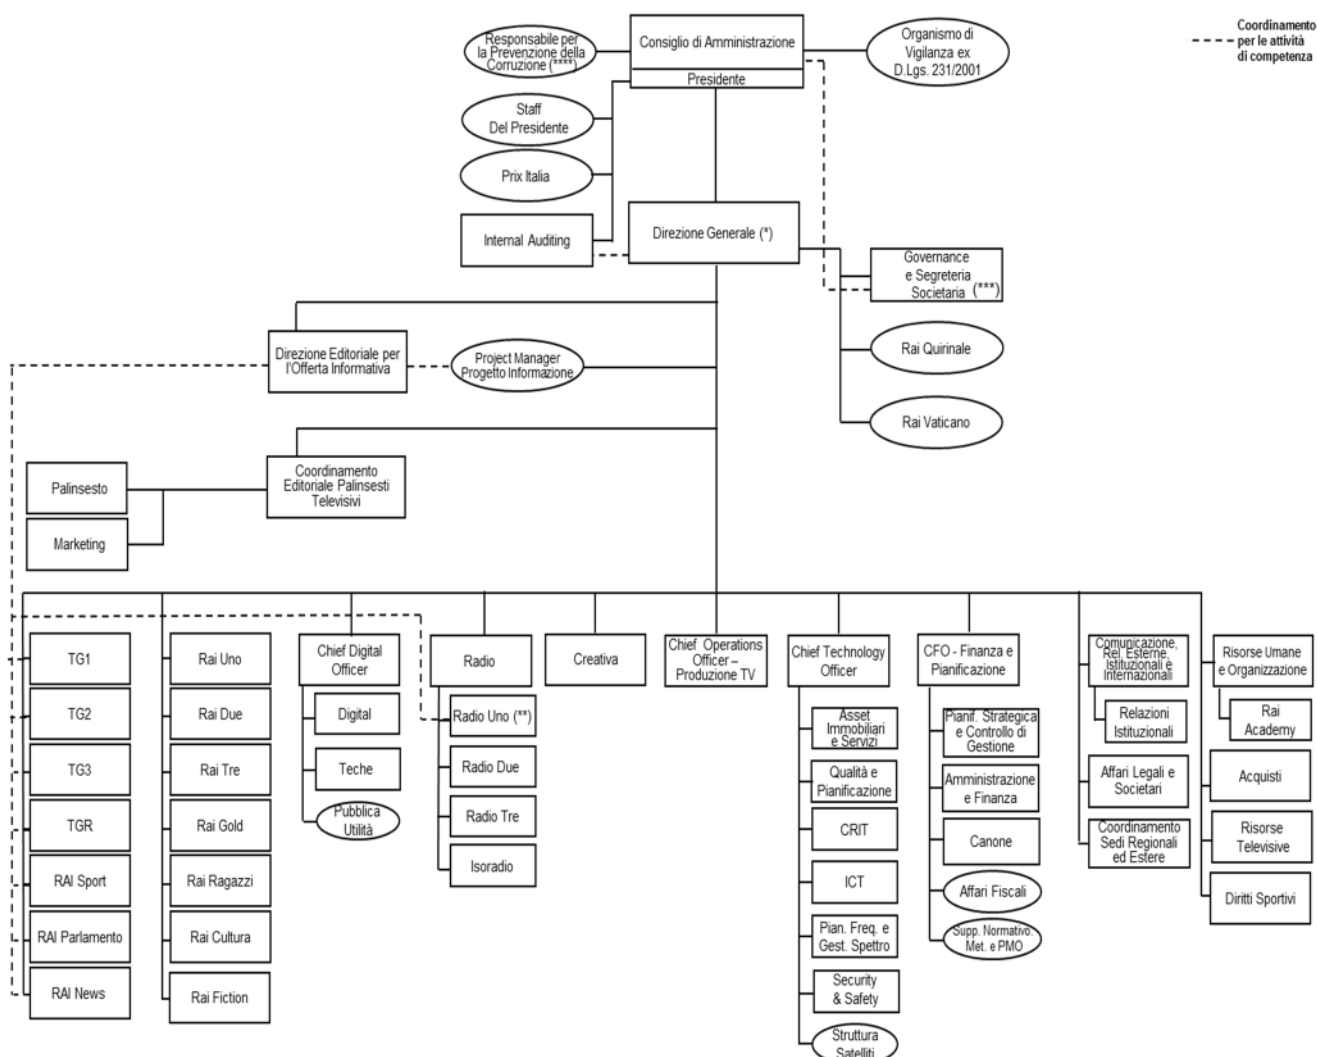 Responsabile per
la Prevenzione della
Corruzione (****)
Consiglio di Amministrazione
Presidente
Organismo di
Vigilanza ex
D.Lgs. 231/2001
Coordinamento
per le attività
di competenza
Staff
Del Presidente
Prix Italia
Internal Auditing
Direzione Generale (*)
Governance
e Segreteria
Societaria (***)
Rai Quirinale
Rai Vaticano
Direzione Editoriale per
l'Offerta Informativa
Project Manager
Progetto Informazione
Palinsesto
Marketing
Coordinamento
Editoriale Palinsesti
Televisivi
TG1
TG2
TG3
TGR
RAI Sport
RAI Parlamento
RAI News
Rai Uno
Rai Due
Rai Tre
Rai Gold
Rai Ragazzi
Rai Cultura
Rai Fiction
Chief Digital
Officer
Digital
Teche
Pubblica
Utilità
Radio
Radio Uno (**)
Radio Due
Radio Tre
Isoradio
Creativa
Chief Operations
Officer –
Produzione TV
Chief Technology
Officer
Asset
Immobiliari
e Servizi
Qualità e
Pianificazione
CRIT
ICT
Pian. Freq. e
Gest. Spettro
Security
& Safety
Struttura
Satelliti
CFO - Finanza e
Pianificazione
Pianif. Strategica
e Controllo di
Gestione
Amministrazione
e Finanza
Canone
Affari Fiscali
Supp. Normativo.
Met. e PMO
Comunicazione,
Rel. Esterne,
Istituzionali e
Internazionali
Relazioni
Istituzionali
Affari Legali e
Societari
Coordinamento
Sedi Regionali
ed Estere
Risorse Umane
e Organizzazione
Rai
Academy
Acquisti
Risorse
Televisive
Diritti Sportivi